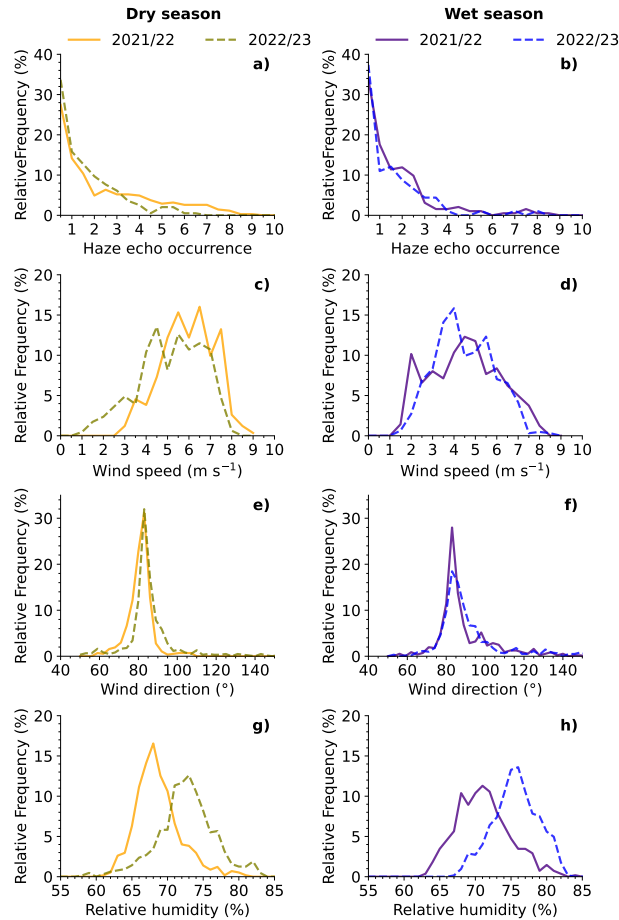 Dry season Wet season
2021/22 2022/23 2021/22 2022/23
a) b)
RelativeFrequency (%) RelativeFrequency (%)
40 40
30 30
20 20
10 10
0 0
1 2 3 4 5 6 7 8 9 10 1 2 3 4 5 6 7 8 9 10
Haze echo occurrence Haze echo occurrence
c) d)
Relative Frequency (%) Relative Frequency (%)
20 20
15 15
10 10
5 5
0 0
0 1 2 3 4 5 6 7 8 9 10 0 1 2 3 4 5 6 7 8 9 10
Wind speed (m s⁻¹) Wind speed (m s⁻¹)
e) f)
Relative Frequency (%) Relative Frequency (%)
30 30
20 20
10 10
0 0
40 60 80 100 120 140 40 60 80 100 120 140
Wind direction (°) Wind direction (°)
g) h)
Relative Frequency (%) Relative Frequency (%)
20 20
15 15
10 10
5 5
0 0
55 60 65 70 75 80 85 55 60 65 70 75 80 85
Relative humidity (%) Relative humidity (%)